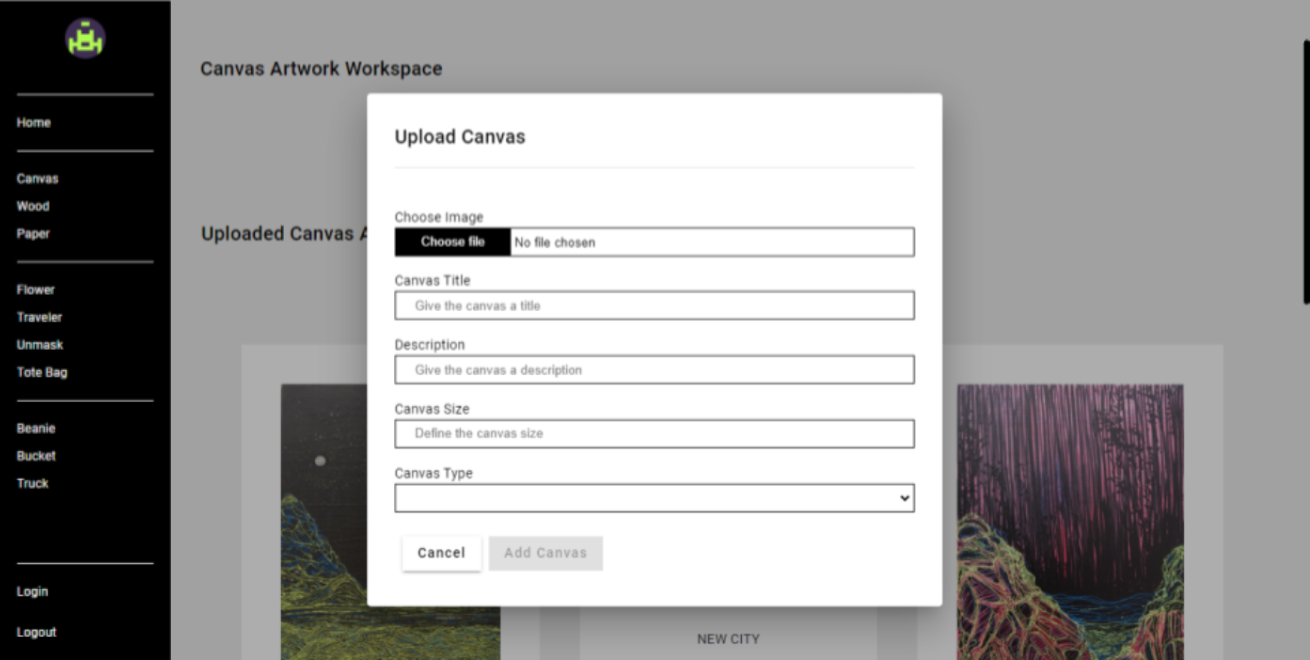 Home
Canvas
Wood
Paper
Flower
Traveler
Unmask
Tote Bag
Beanie
Bucket
Truck
Login
Logout
Canvas Artwork Workspace
Uploaded Canvas
Upload Canvas
Choose Image
Choose file No file chosen
Canvas Title
Give the canvas a title
Description
Give the canvas a description
Canvas Size
Define the canvas size
Canvas Type
Cancel Add Canvas
NEW CITY